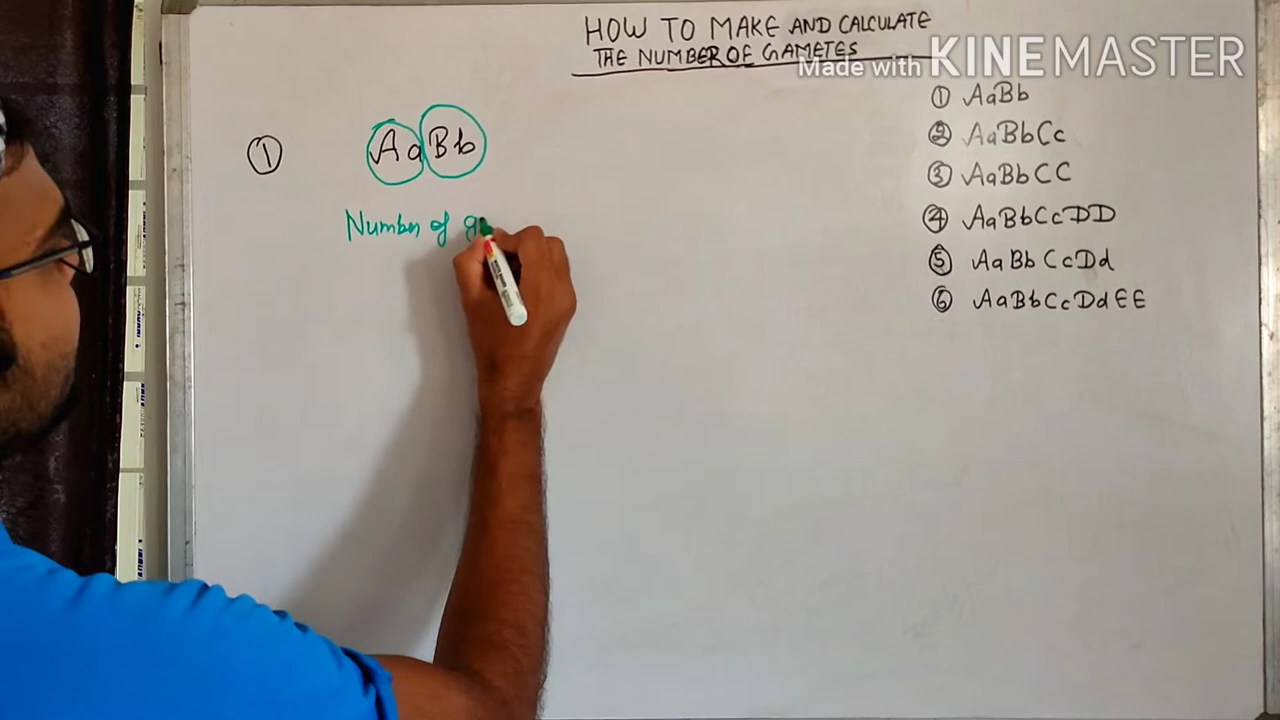 HOW TO MAKE AND CALCULATE
THE NUMBER OF GAMETES
Made with KINEMASTER
① AaBb
② AaBbCc
③ AaBbCC
④ AaBbCcDD
⑤ AaBbCcDd
⑥ AaBbCcDdEE
① AaBb
Number of